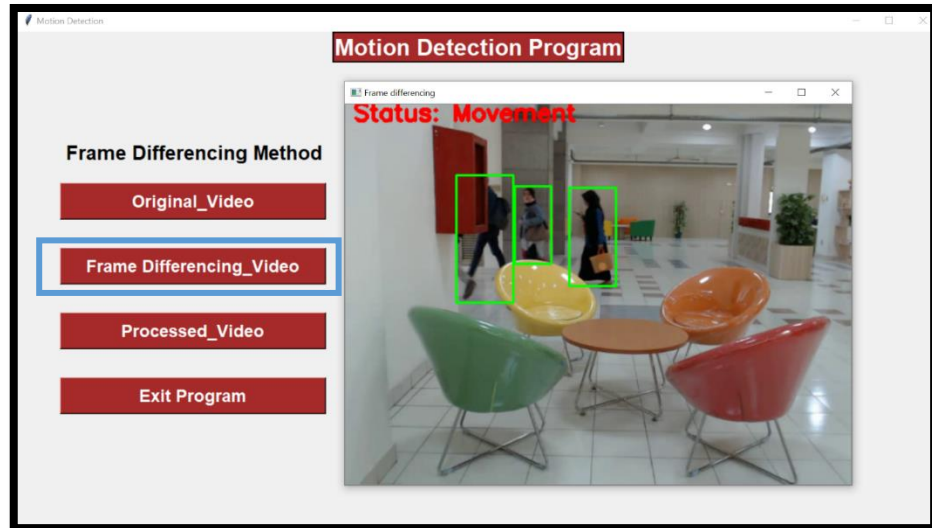 Motion Detection
Motion Detection Program
Frame differencing
Status: Movement
Frame Differencing Method
Original_Video
Frame Differencing_Video
Processed_Video
Exit Program